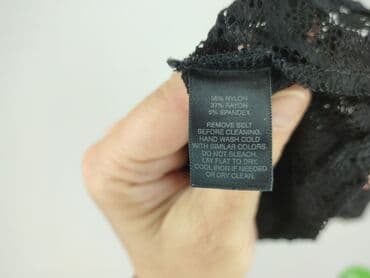 58% NYLON
37% RAYON
5% SPANDEX
REMOVE BELT
BEFORE CLEANING.
HAND WASH COLD
WITH SIMILAR COLORS.
DO NOT BLEACH.
LAY FLAT TO DRY.
COOL IRON IF NEEDED
OR DRY CLEAN.